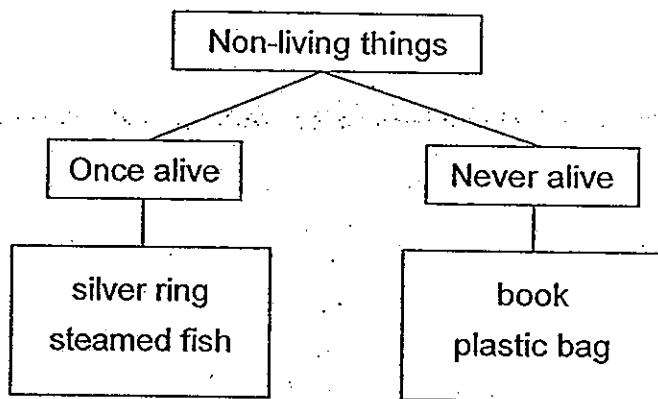 Non-living things
Once alive
Never alive
silver ring
steamed fish
book
plastic bag